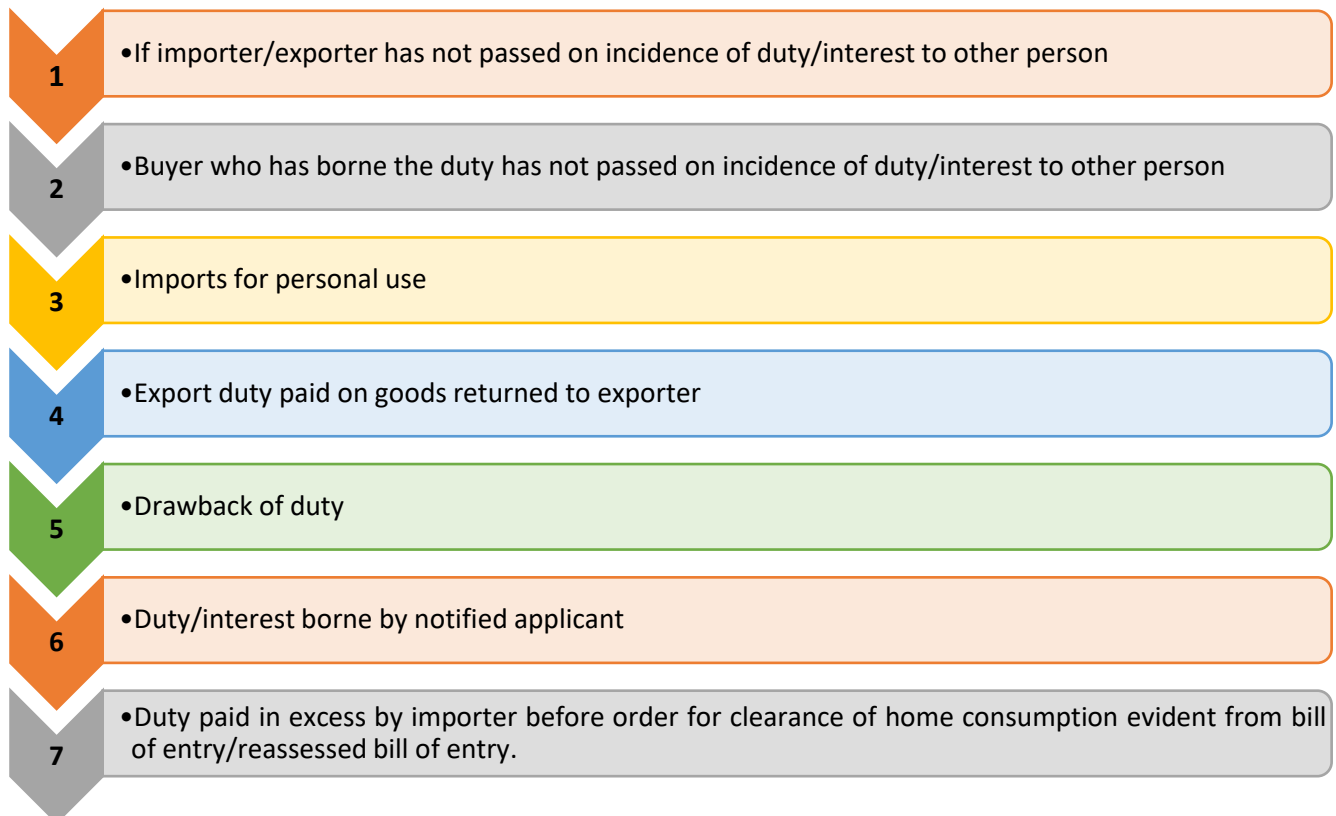 1
•If importer/exporter has not passed on incidence of duty/interest to other person
2
•Buyer who has borne the duty has not passed on incidence of duty/interest to other person
3
•Imports for personal use
4
•Export duty paid on goods returned to exporter
5
•Drawback of duty
6
•Duty/interest borne by notified applicant
7
•Duty paid in excess by importer before order for clearance of home consumption evident from bill
of entry/reassessed bill of entry.